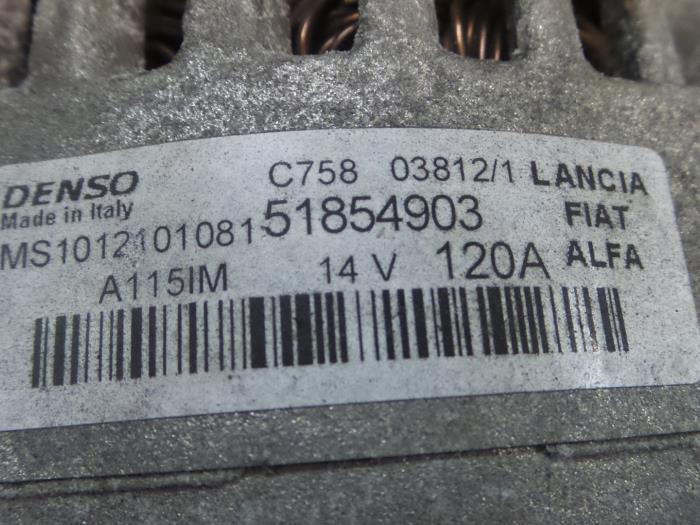 DENSO C758 03812/1 LANCIA
Made in Italy 51854903 FIAT
MS1012101081 ALFA
A115IM 14 V 120A